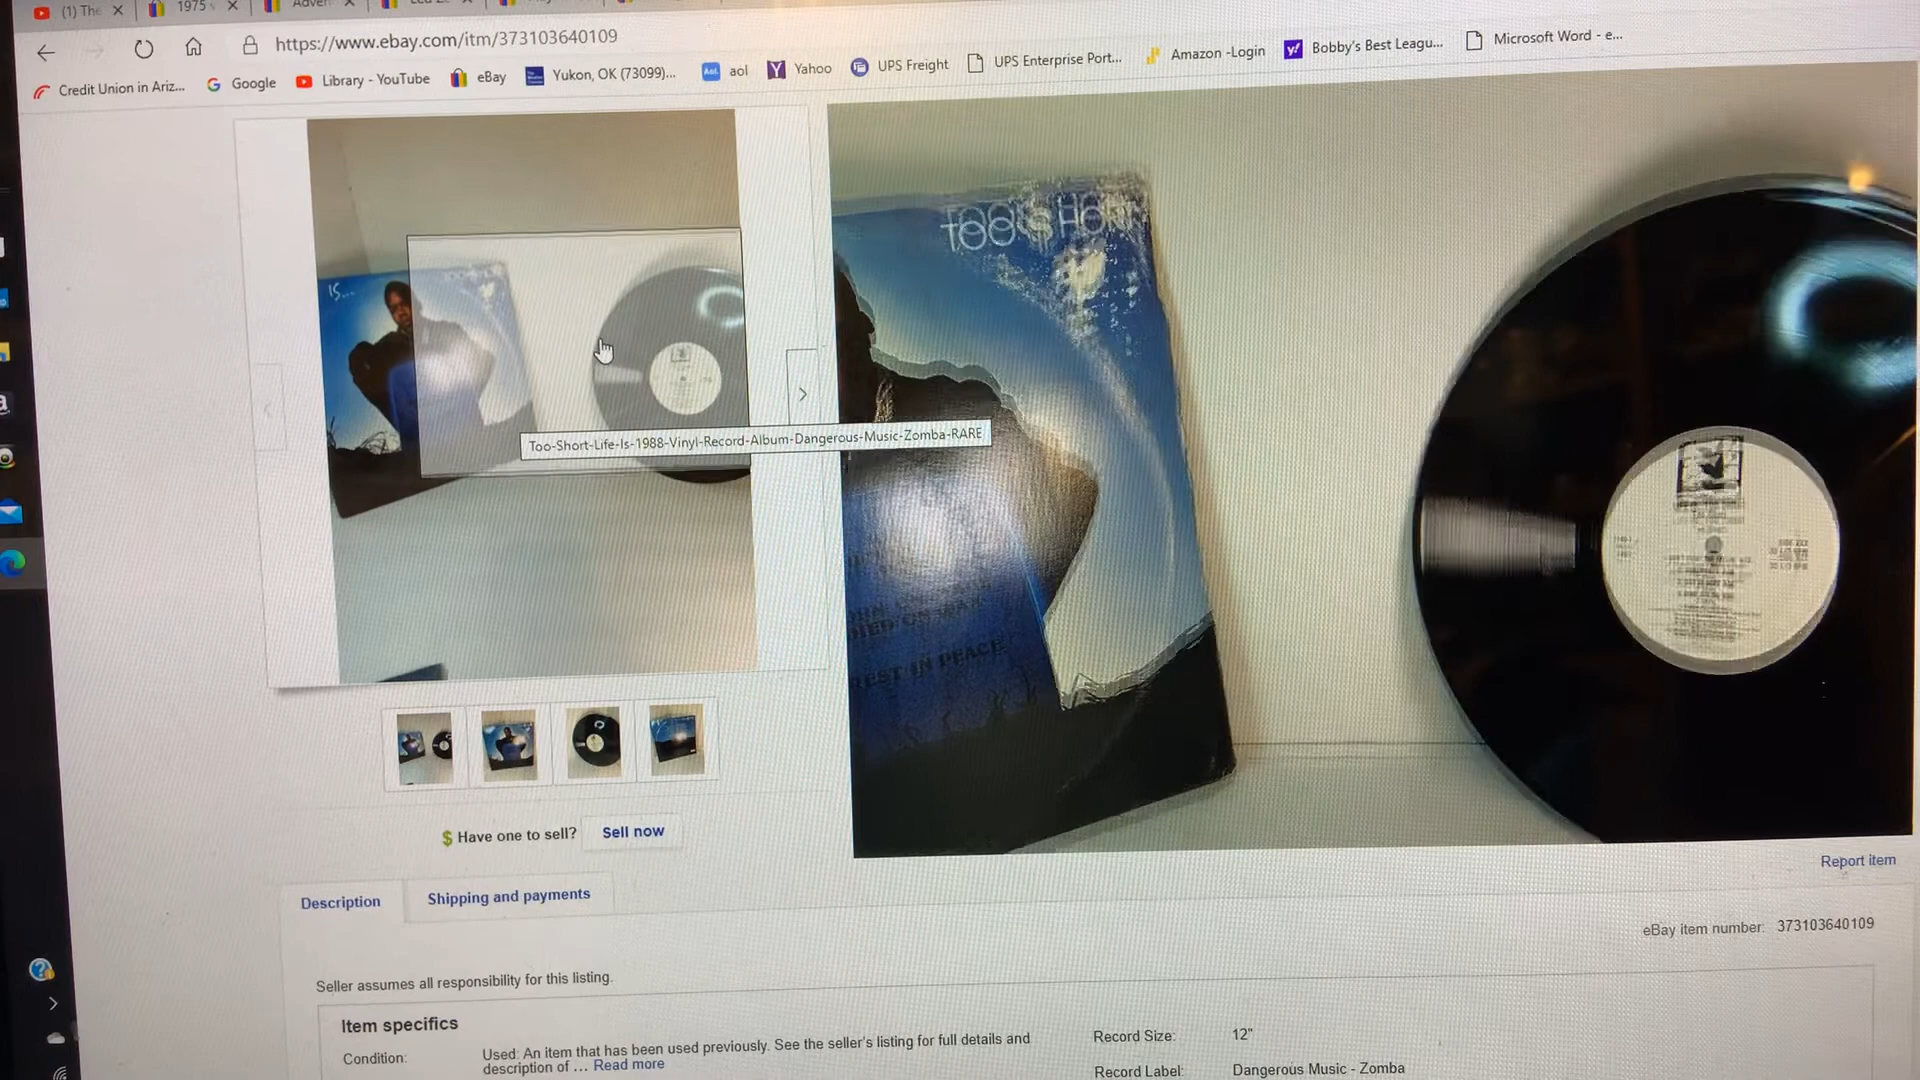 (1) The
1975
Adven
https://www.ebay.com/itm/373103640109
Credit Union in Ariz...
Google
Library - YouTube
eBay
Yukon, OK (73099)...
aol
Yahoo
UPS Freight
UPS Enterprise Port...
Amazon -Login
Bobby's Best Leagu...
Microsoft Word - e...
IS...
TOO SHORT
Too-Short-Life-Is-1988-Vinyl-Record-Album-Dangerous-Music-Zomba-RARE
REST IN PEACE
$ Have one to sell? Sell now
Report item
Description
Shipping and payments
eBay item number: 373103640109
Seller assumes all responsibility for this listing.
Item specifics
Condition:
Used: An item that has been used previously. See the seller's listing for full details and
description of ... Read more
Record Size: 12"
Record Label: Dangerous Music - Zomba